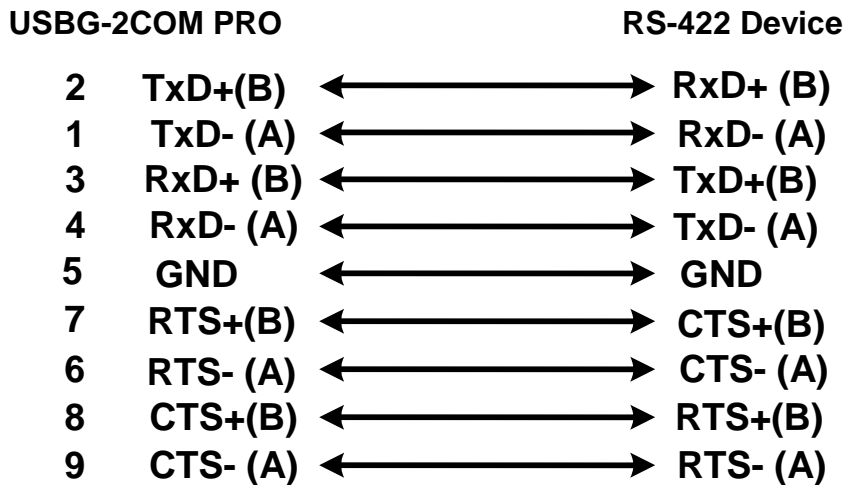 USBG-2COM PRO RS-422 Device
2 TxD+(B) RxD+ (B)
1 TxD- (A) RxD- (A)
3 RxD+ (B) TxD+(B)
4 RxD- (A) TxD- (A)
5 GND GND
7 RTS+(B) CTS+(B)
6 RTS- (A) CTS- (A)
8 CTS+(B) RTS+(B)
9 CTS- (A) RTS- (A)